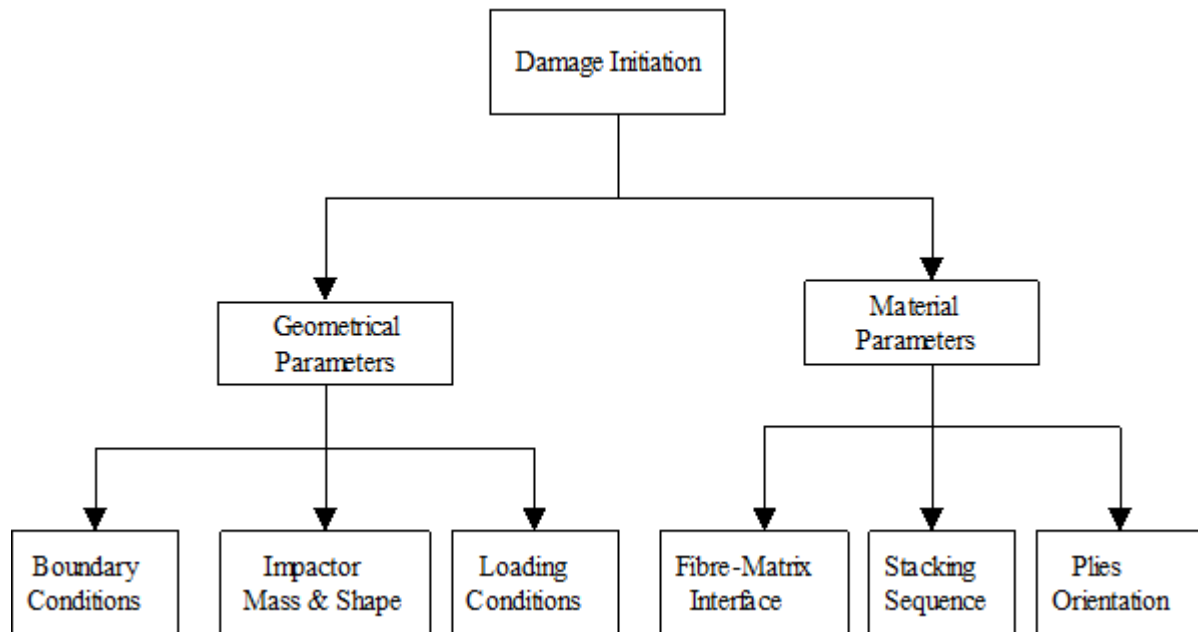 Damage Initiation
Geometrical
Parameters
Material
Parameters
Boundary
Conditions
Impactor
Mass & Shape
Loading
Conditions
Fibre-Matrix
Interface
Stacking
Sequence
Plies
Orientation